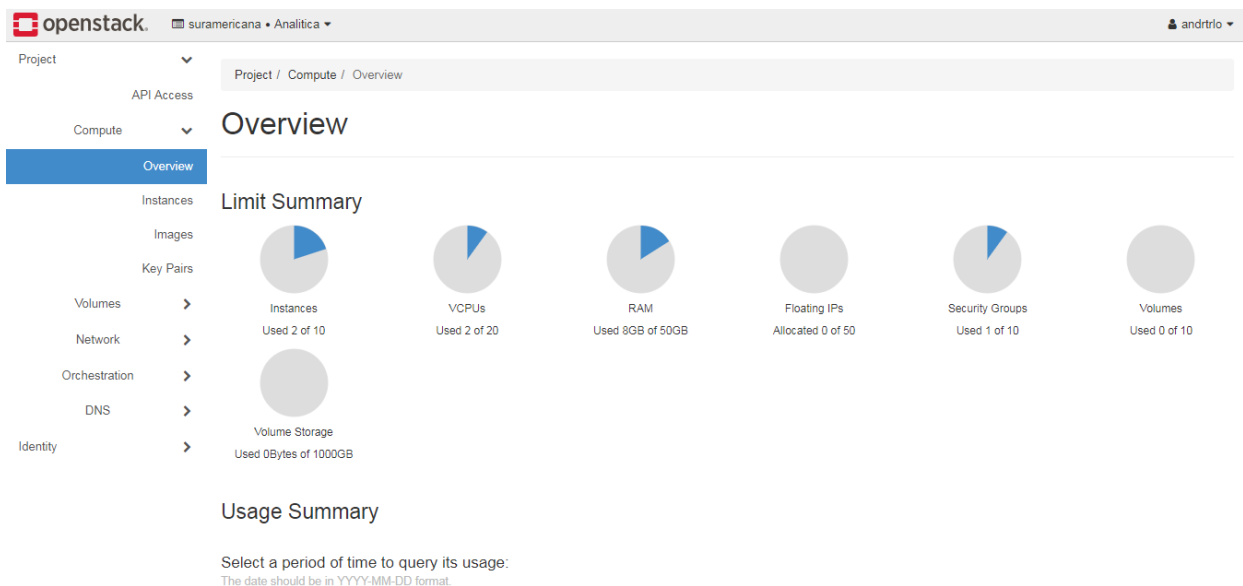 openstack. suramericana • Analitica andrtrlo
Project
API Access
Compute
Overview
Instances
Images
Key Pairs
Volumes
Network
Orchestration
DNS
Identity
Project / Compute / Overview
Overview
Limit Summary
Instances
Used 2 of 10
VCPUs
Used 2 of 20
RAM
Used 8GB of 50GB
Floating IPs
Allocated 0 of 50
Security Groups
Used 1 of 10
Volumes
Used 0 of 10
Volume Storage
Used 0Bytes of 1000GB
Usage Summary
Select a period of time to query its usage:
The date should be in YYYY-MM-DD format.